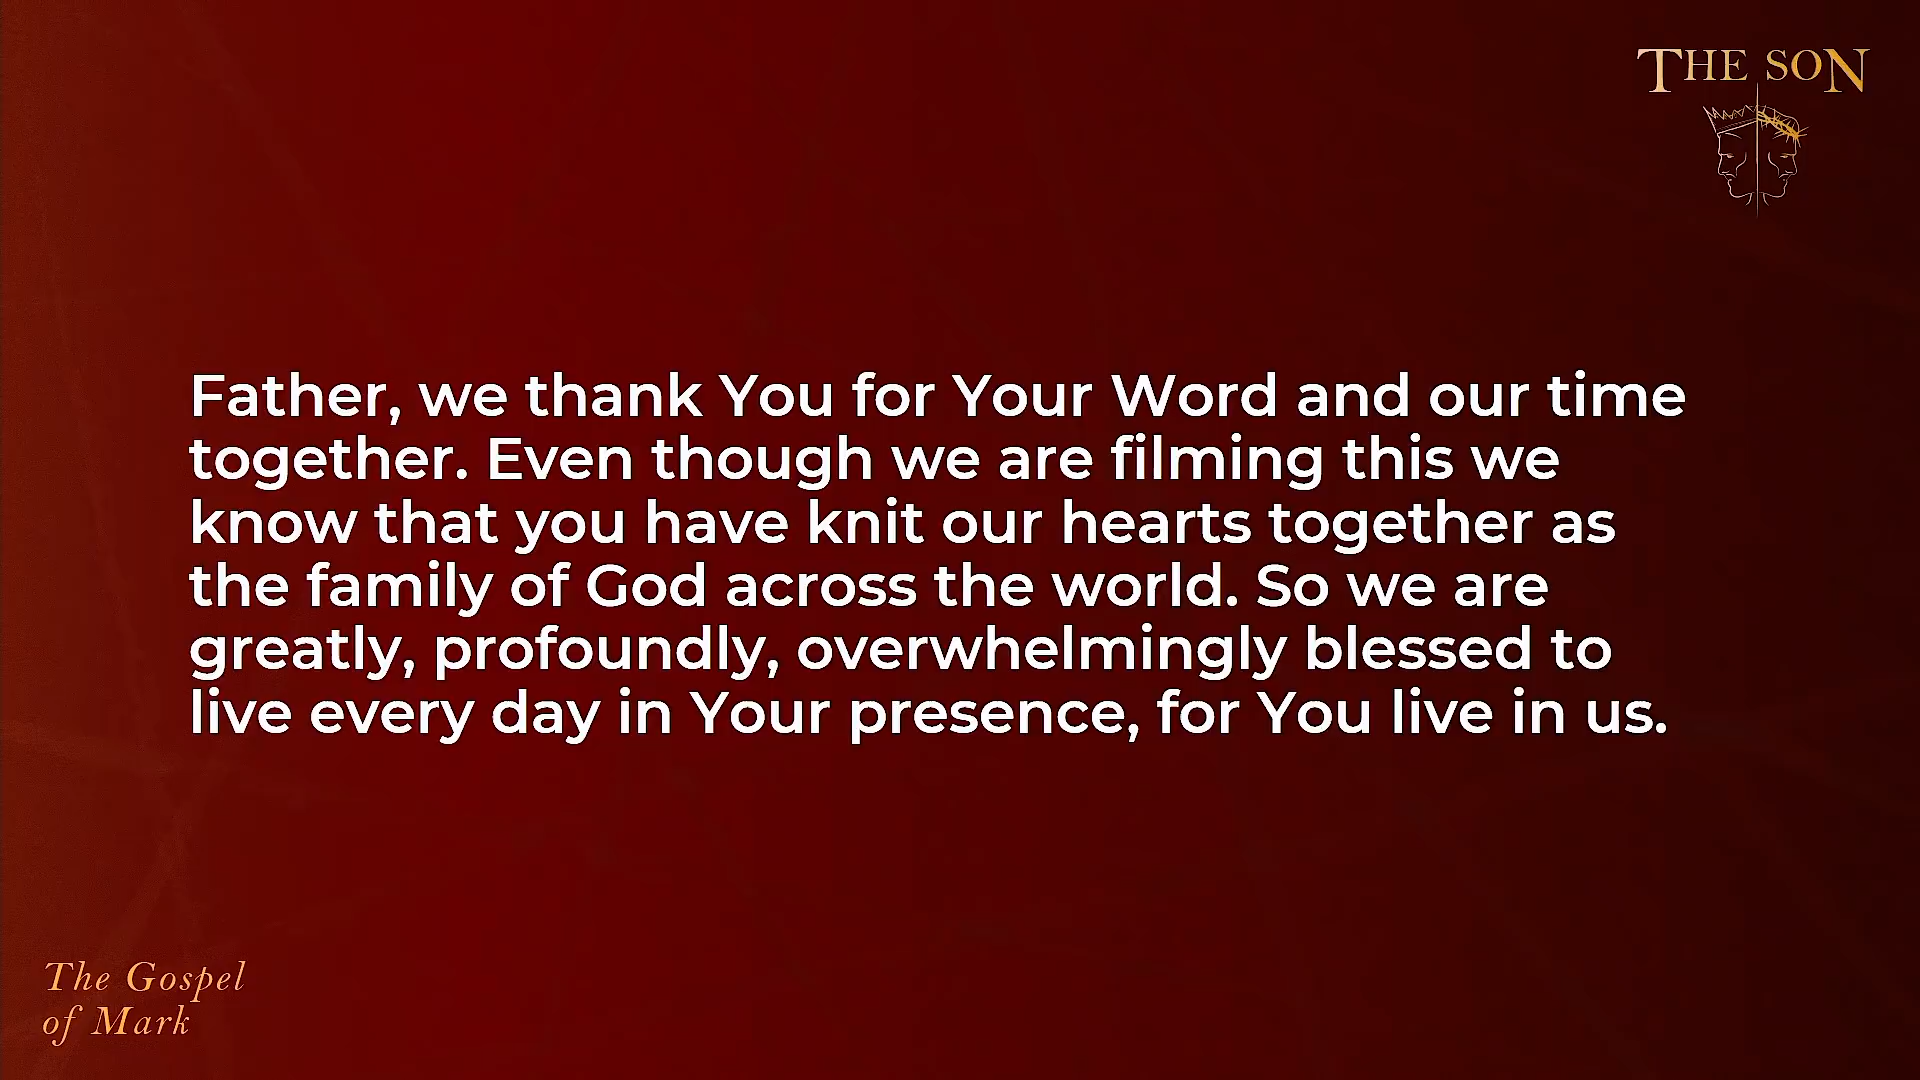 THE SON
Father, we thank You for Your Word and our time
together. Even though we are filming this we
know that you have knit our hearts together as
the family of God across the world. So we are
greatly, profoundly, overwhelmingly blessed to
live every day in Your presence, for You live in us.
The Gospel
of Mark